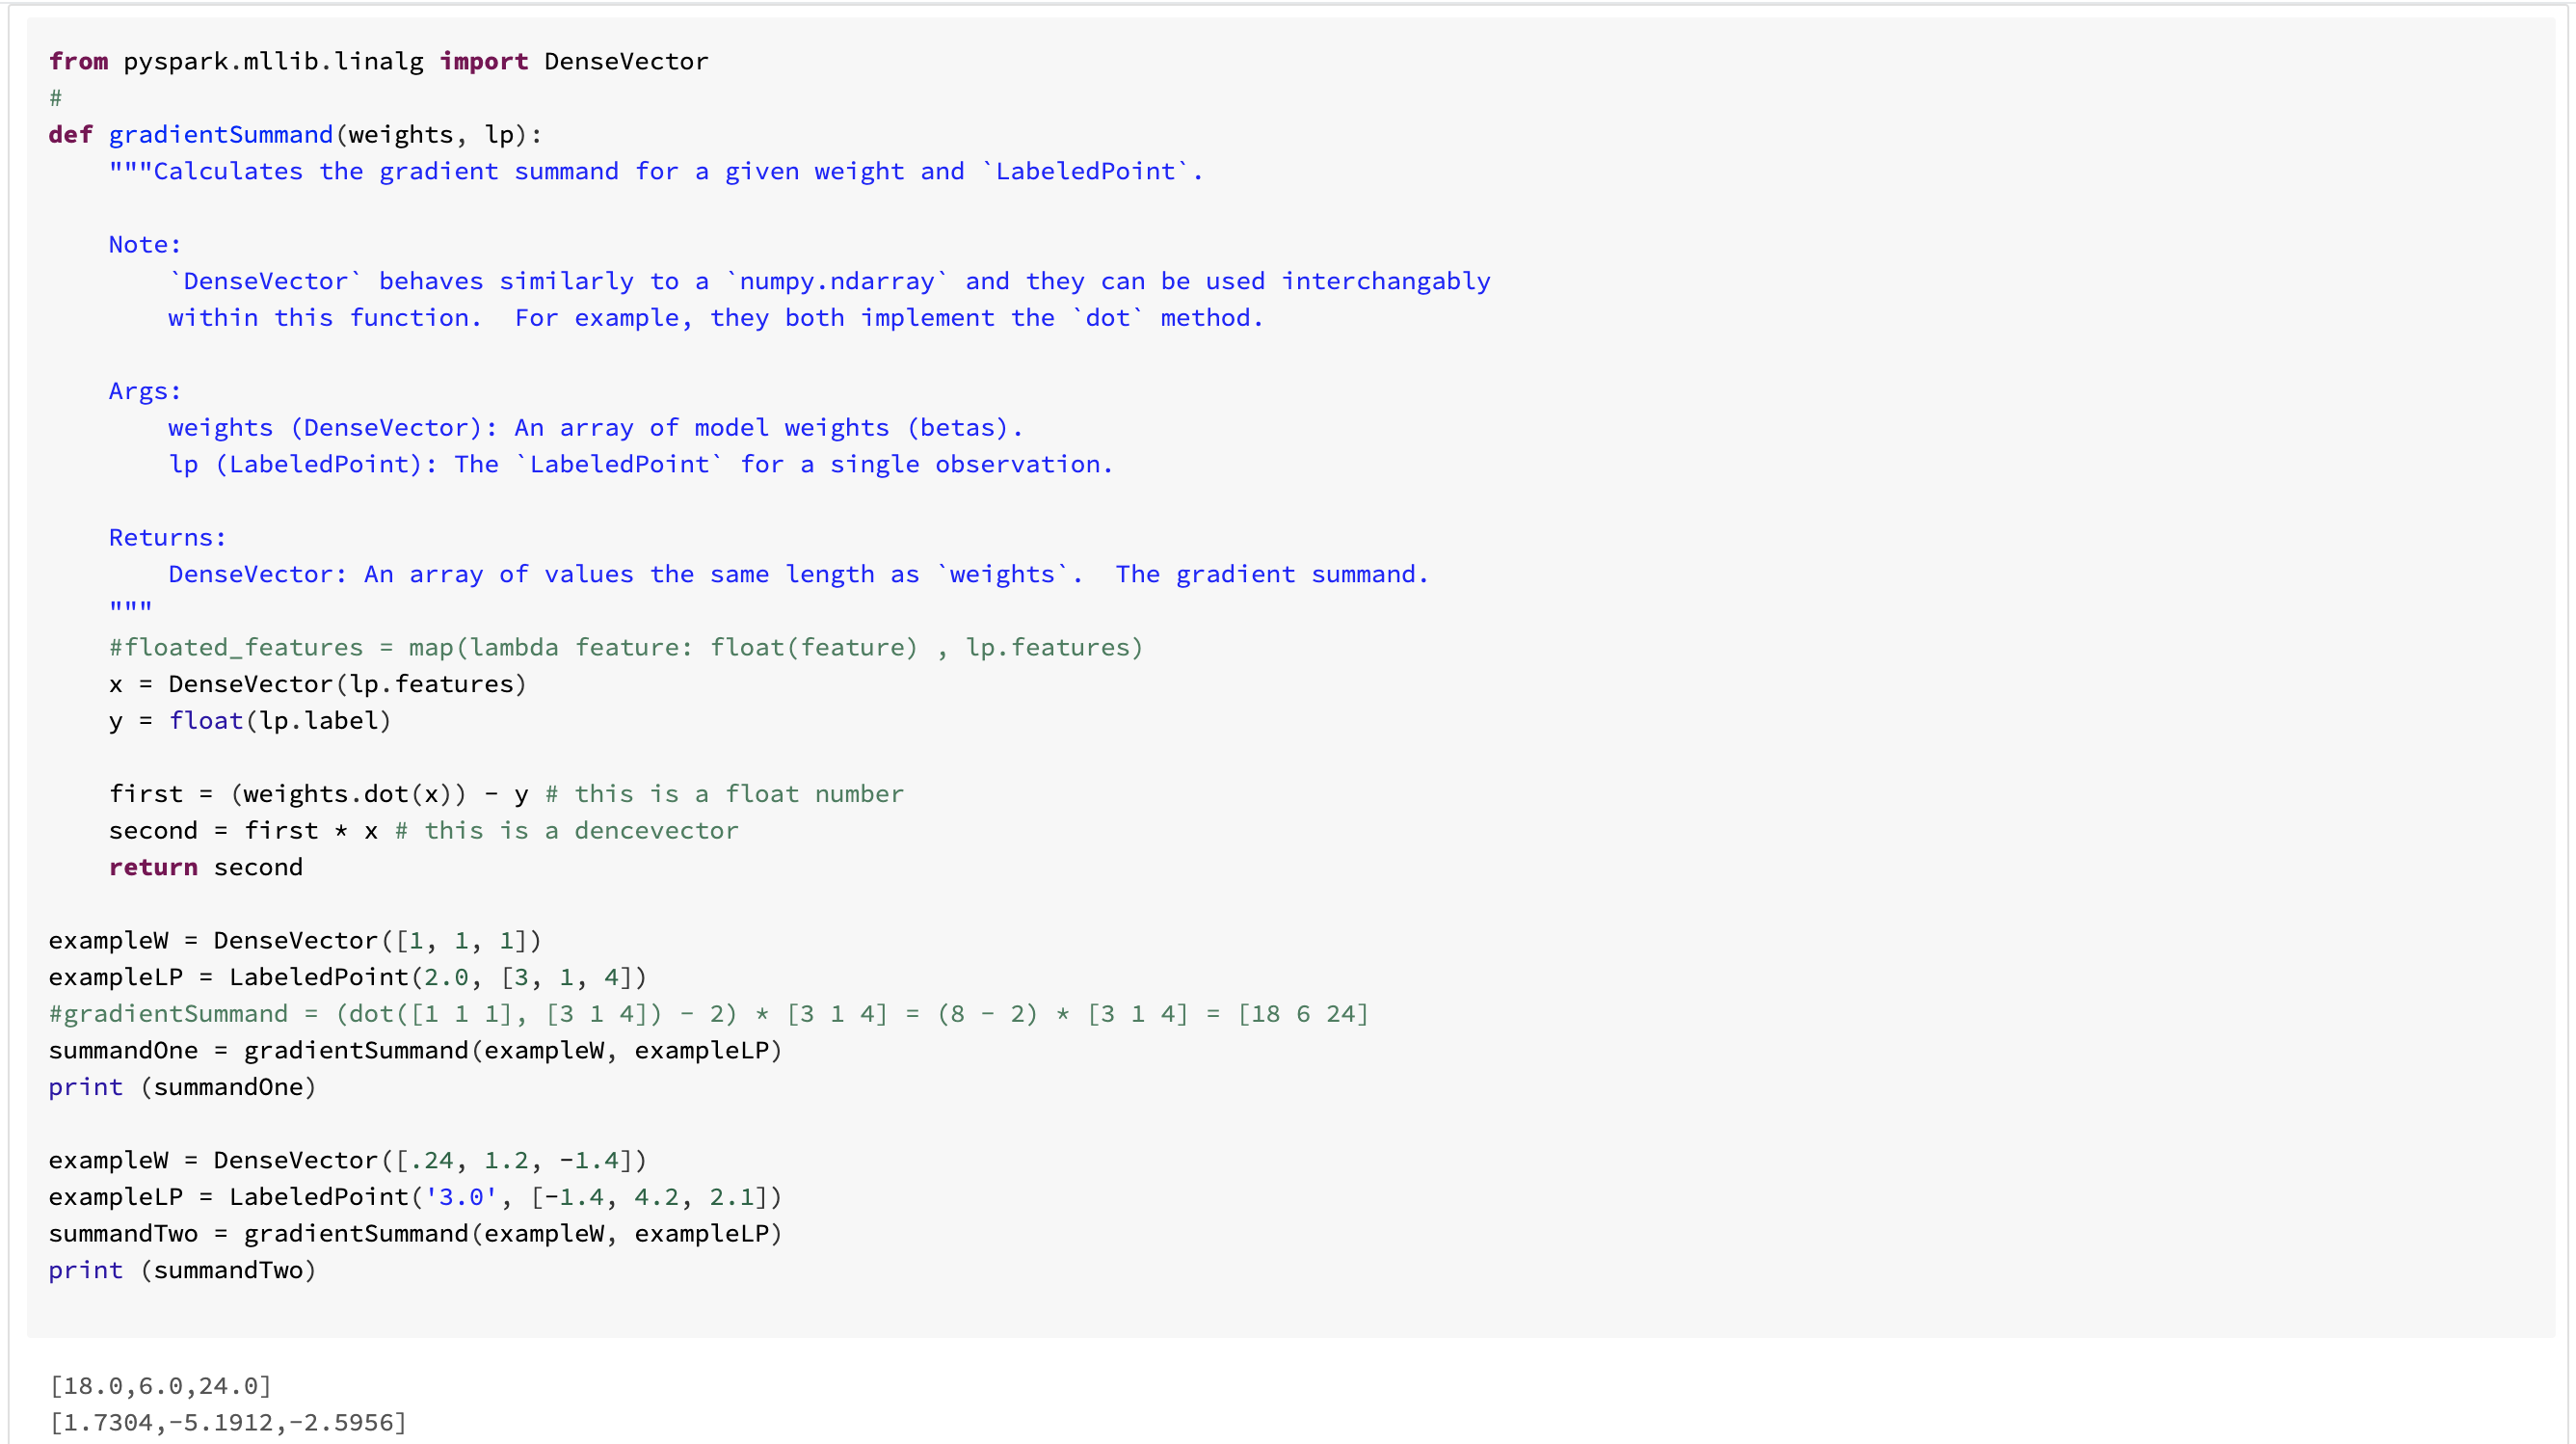 from pyspark.mllib.linalg import DenseVector
#
def gradientSummand(weights, lp):
    """Calculates the gradient summand for a given weight and `LabeledPoint`.

    Note:
        `DenseVector` behaves similarly to a `numpy.ndarray` and they can be used interchangably
        within this function.  For example, they both implement the `dot` method.

    Args:
        weights (DenseVector): An array of model weights (betas).
        lp (LabeledPoint): The `LabeledPoint` for a single observation.

    Returns:
        DenseVector: An array of values the same length as `weights`.  The gradient summand.
    """
    #floated_features = map(lambda feature: float(feature) , lp.features)
    x = DenseVector(lp.features)
    y = float(lp.label)

    first = (weights.dot(x)) - y # this is a float number
    second = first * x # this is a dencevector
    return second

exampleW = DenseVector([1, 1, 1])
exampleLP = LabeledPoint(2.0, [3, 1, 4])
#gradientSummand = (dot([1 1 1], [3 1 4]) - 2) * [3 1 4] = (8 - 2) * [3 1 4] = [18 6 24]
summandOne = gradientSummand(exampleW, exampleLP)
print (summandOne)

exampleW = DenseVector([.24, 1.2, -1.4])
exampleLP = LabeledPoint('3.0', [-1.4, 4.2, 2.1])
summandTwo = gradientSummand(exampleW, exampleLP)
print (summandTwo)

[18.0,6.0,24.0]
[1.7304,-5.1912,-2.5956]